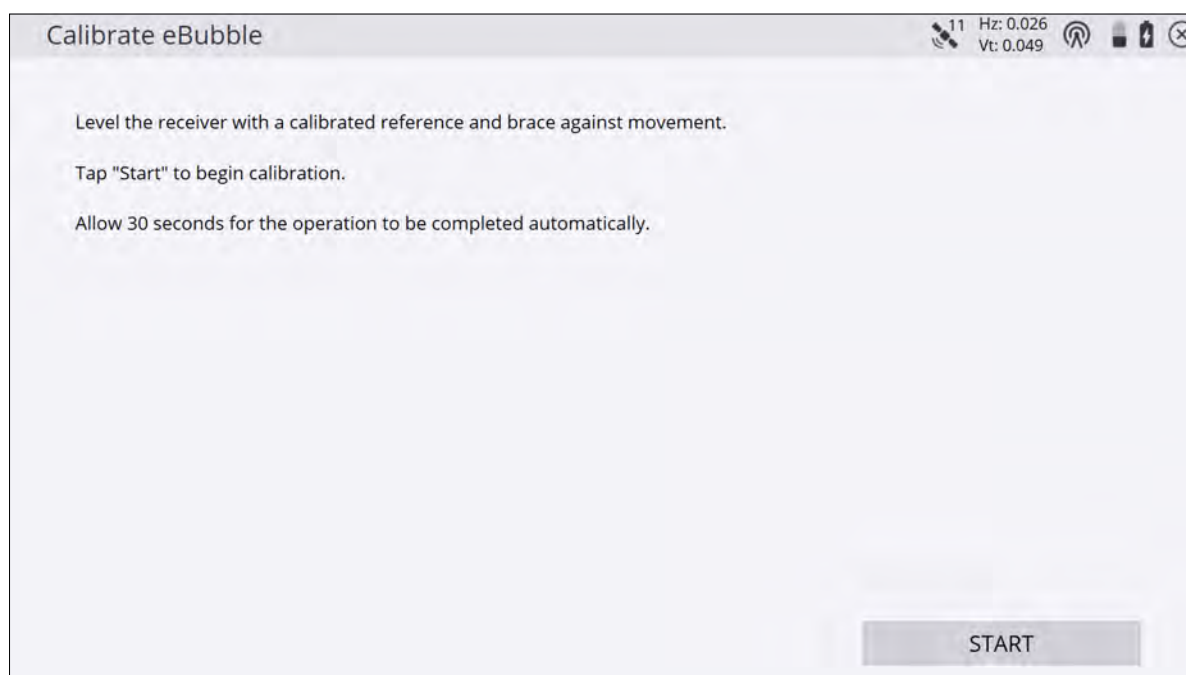 Calibrate eBubble
11
Hz: 0.026
Vt: 0.049
Level the receiver with a calibrated reference and brace against movement.
Tap "Start" to begin calibration.
Allow 30 seconds for the operation to be completed automatically.
START